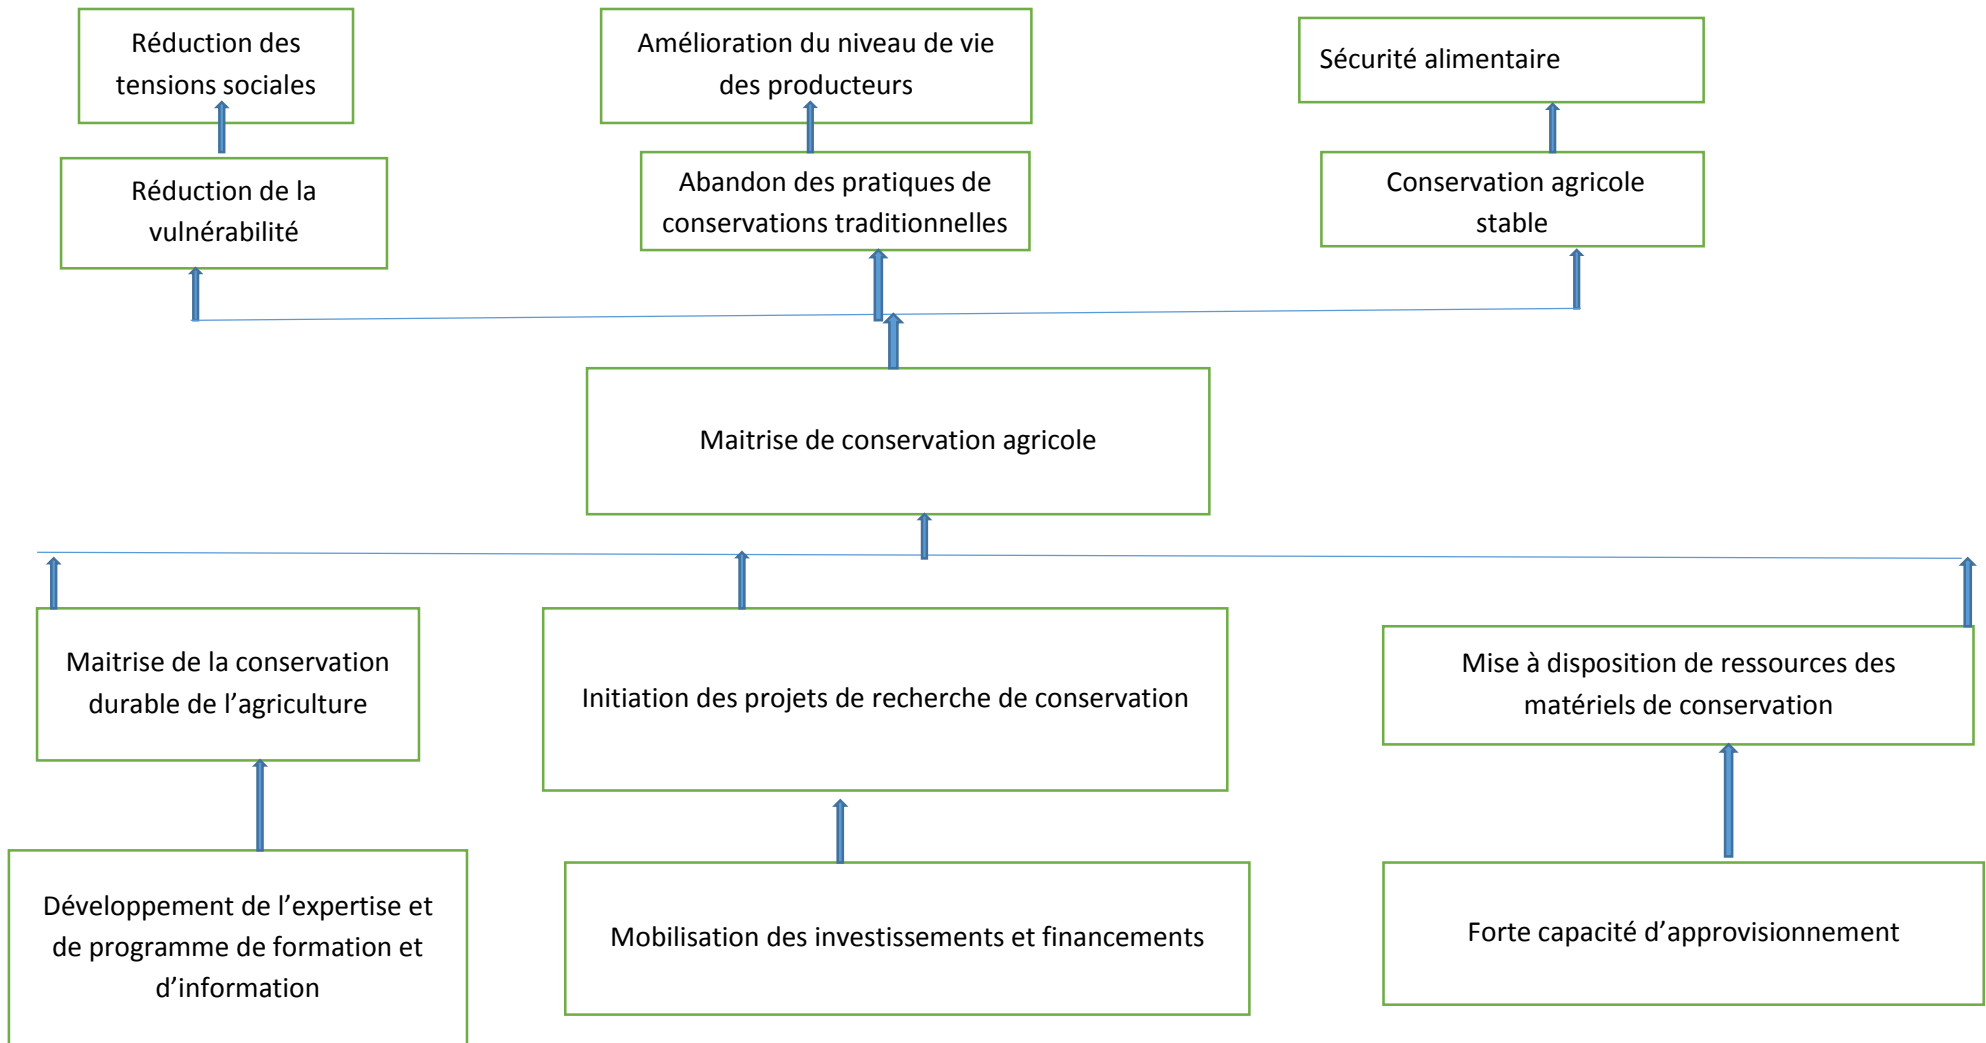 Réduction des
tensions sociales
Amélioration du niveau de vie
des producteurs
Sécurité alimentaire
Réduction de la
vulnérabilité
Abandon des pratiques de
conservations traditionnelles
Conservation agricole
stable
Maitrise de conservation agricole
Maitrise de la conservation
durable de l’agriculture
Initiation des projets de recherche de conservation
Mise à disposition de ressources des
matériels de conservation
Développement de l’expertise et
de programme de formation et
d’information
Mobilisation des investissements et financements
Forte capacité d’approvisionnement